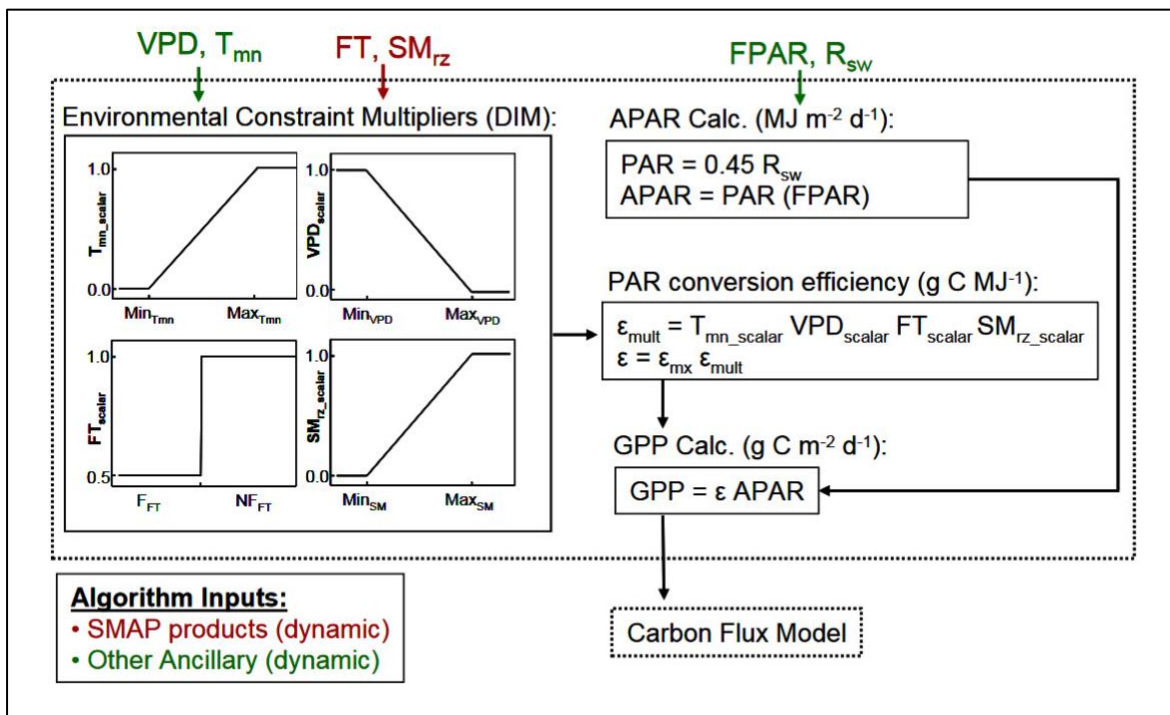 VPD, Tmn
FT, SMrz
FPAR, Rsw
Environmental Constraint Multipliers (DIM):
1.0
0.0
Tmn_scalar
MinTmn
MaxTmn
1.0
0.0
VPDscalar
MinVPD
MaxVPD
1.0
0.5
FTscalar
FFT
NFFT
1.0
0.0
SMrz_scalar
MinSM
MaxSM
APAR Calc. (MJ m-2 d-1):
PAR = 0.45 Rsw
APAR = PAR (FPAR)
PAR conversion efficiency (g C MJ-1):
εmult = Tmn_scalar VPDscalar FTscalar SMrz_scalar
ε = εmx εmult
GPP Calc. (g C m-2 d-1):
GPP = ε APAR
Carbon Flux Model
Algorithm Inputs:
• SMAP products (dynamic)
• Other Ancillary (dynamic)